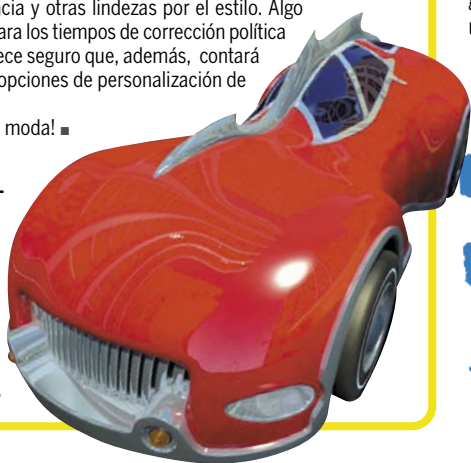 ncia y otras lindezas por el estilo. Algo
ara los tiempos de corrección política
ece seguro que, además, contará
opciones de personalización de
moda! ■